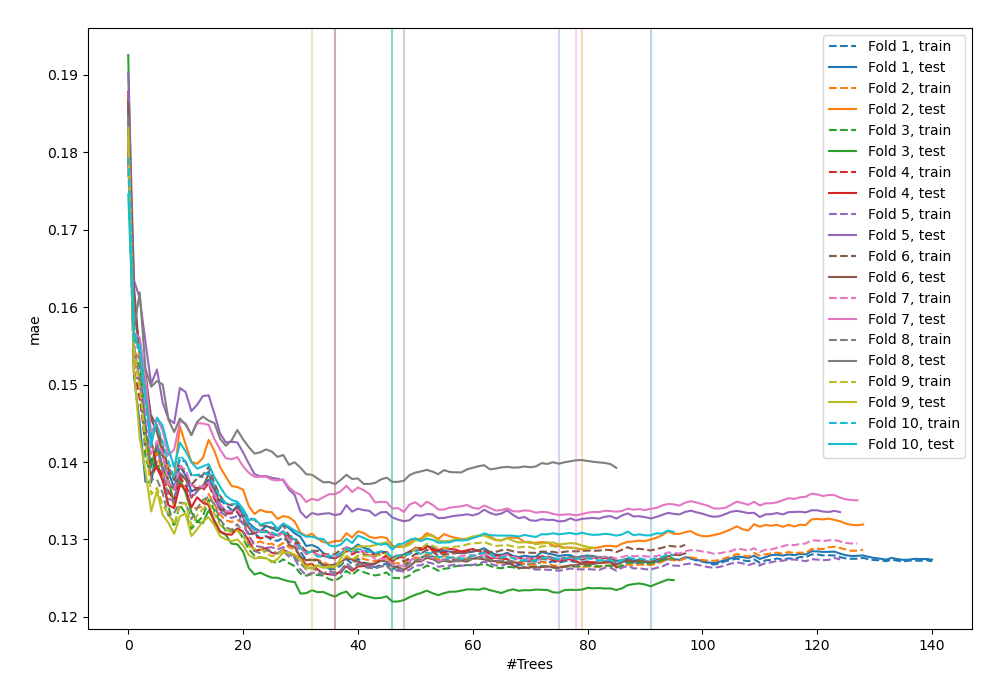 0.19
0.18
0.17
0.16
0.15
0.14
0.13
0.12
mae
0
20
40
60
80
100
120
140
#Trees
Fold 1, train
Fold 1, test
Fold 2, train
Fold 2, test
Fold 3, train
Fold 3, test
Fold 4, train
Fold 4, test
Fold 5, train
Fold 5, test
Fold 6, train
Fold 6, test
Fold 7, train
Fold 7, test
Fold 8, train
Fold 8, test
Fold 9, train
Fold 9, test
Fold 10, train
Fold 10, test